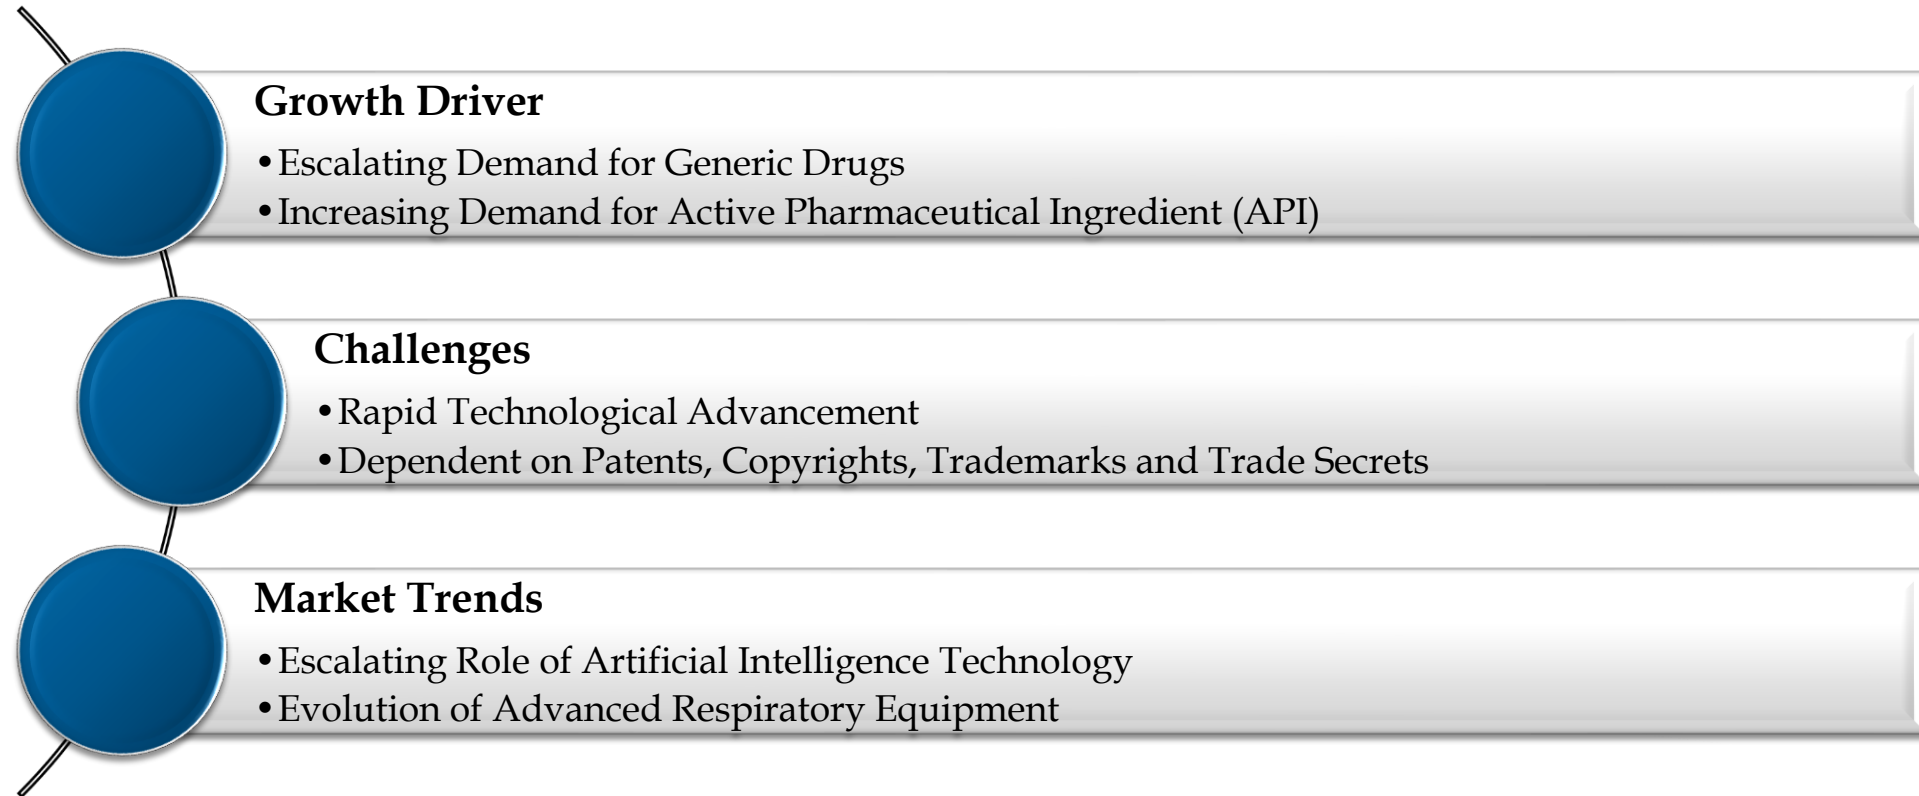 Growth Driver
•Escalating Demand for Generic Drugs
•Increasing Demand for Active Pharmaceutical Ingredient (API)
Challenges
•Rapid Technological Advancement
•Dependent on Patents, Copyrights, Trademarks and Trade Secrets
Market Trends
•Escalating Role of Artificial Intelligence Technology
•Evolution of Advanced Respiratory Equipment